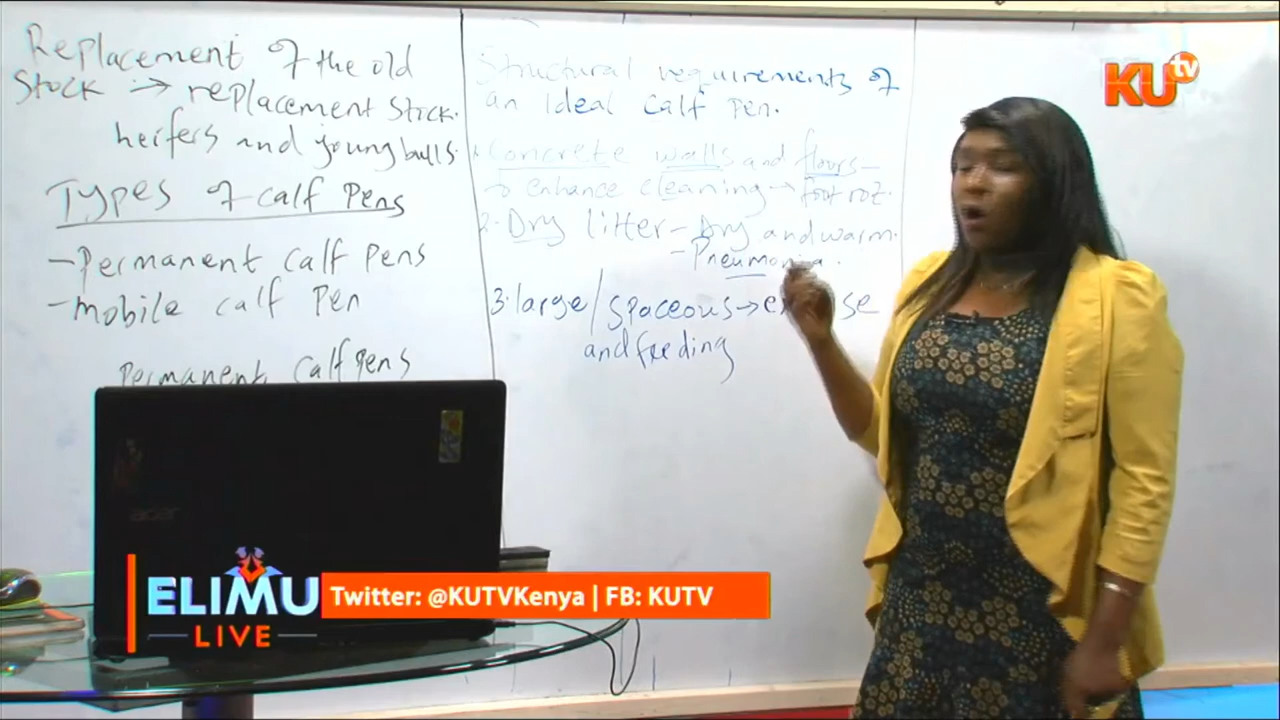 Replacement of the old
Stock → replacement stock.
heifers and young bulls.
Types of calf Pens
-Permanent calf Pens
-mobile calf Pen
Permanent Calf Pens
Structural requirements of
an ideal calf pen.
1. Concrete walls and floors-
to enhance cleaning → foot rot.
2. Dry litter - Dry and warm.
- Pneumonia.
3. large/spaceous →
and feeding
KUtv
acer
ELIMU
LIVE
Twitter: @KUTVKenya | FB: KUTV